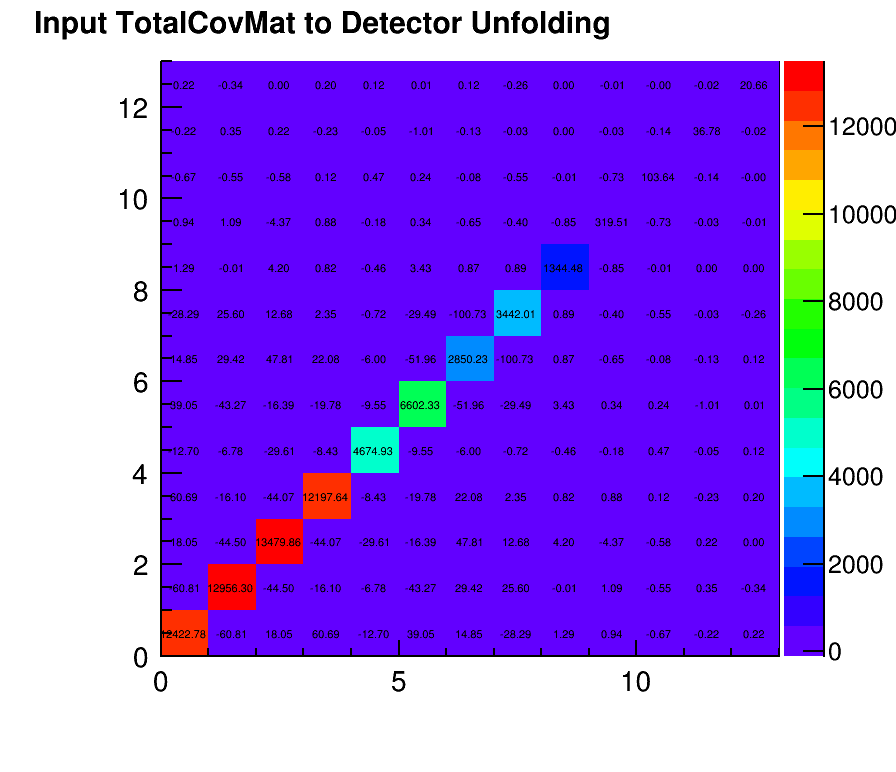 Input TotalCovMat to Detector Unfolding
0.22 -0.34 0.00 0.20 0.12 0.01 0.12 -0.26 0.00 -0.01 -0.00 -0.02 20.66
12 12000
-0.22 0.35 0.22 -0.23 -0.05 -1.01 -0.13 -0.03 0.00 -0.03 -0.14 36.78 -0.02
-0.67 -0.55 -0.58 0.12 0.47 0.24 -0.08 -0.55 -0.01 -0.73 103.64 -0.14 -0.00
10 10000
0.94 1.09 -4.37 0.88 -0.18 0.34 -0.65 -0.40 -0.85 319.51 -0.73 -0.03 -0.01
1.29 -0.01 4.20 0.82 -0.46 3.43 0.87 0.89 1344.48 -0.85 -0.01 0.00 0.00
8 8000
-28.29 25.60 12.68 2.35 -0.72 -29.49 -100.73 3442.01 0.89 -0.40 -0.55 -0.03 -0.26
14.85 29.42 47.81 22.08 -6.00 -51.96 2850.23 -100.73 0.87 -0.65 -0.08 -0.13 0.12
6 6000
39.05 -43.27 -16.39 -19.78 -9.55 6602.33 -51.96 -29.49 3.43 0.34 0.24 -1.01 0.01
-12.70 -6.78 -29.61 -8.43 4674.93 -9.55 -6.00 -0.72 -0.46 -0.18 0.47 -0.05 0.12
4 4000
60.69 -16.10 -44.07 12197.64 -8.43 -19.78 22.08 2.35 0.82 0.88 0.12 -0.23 0.20
18.05 -44.50 13479.86 -44.07 -29.61 -16.39 47.81 12.68 4.20 -4.37 -0.58 0.22 0.00
2 2000
-60.81 12956.30 -44.50 -16.10 -6.78 -43.27 29.42 25.60 -0.01 1.09 -0.55 0.35 -0.34
12422.78 -60.81 18.05 60.69 -12.70 39.05 14.85 -28.29 1.29 0.94 -0.67 -0.22 0.22
0 0
0 5 10